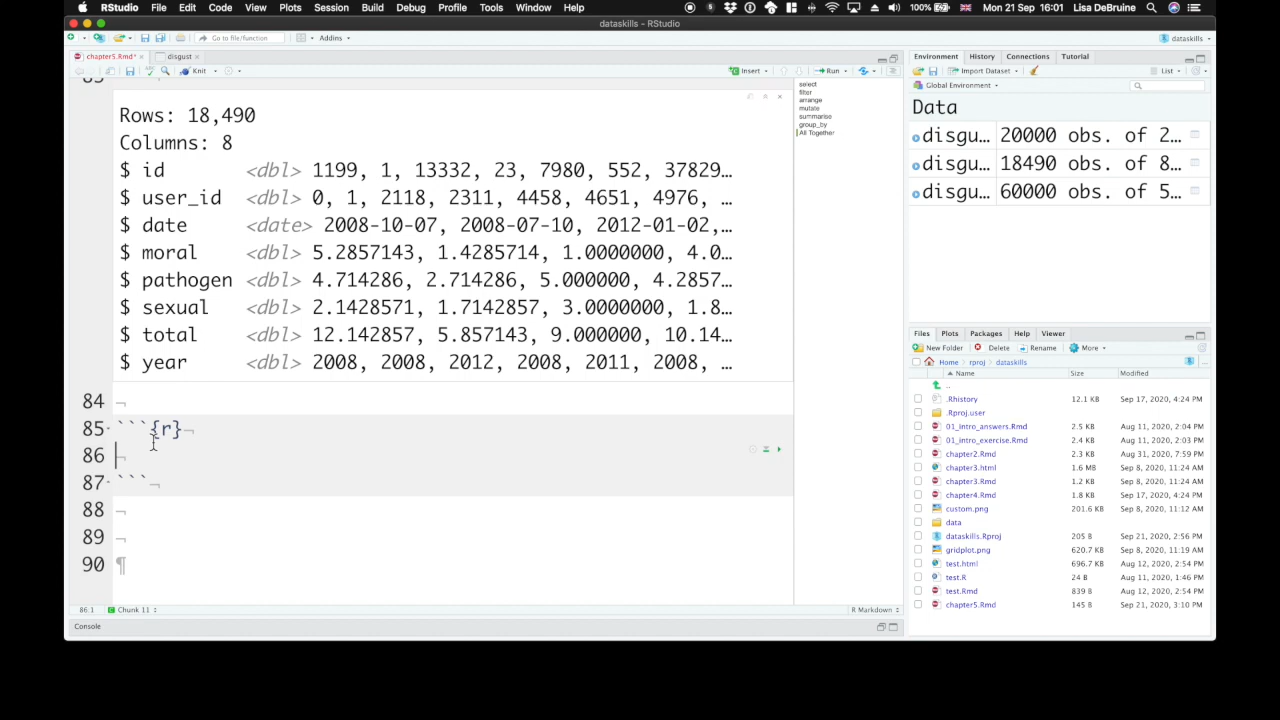 RStudio File Edit Code View Plots Session Build Debug Profile Tools Window Help 100% Mon 21 Sep 16:01 Lisa DeBruine
dataskills - RStudio
Go to file/function Addins dataskills
chapter5.Rmd* × disgust ×
Knit Insert Run
83
Rows: 18,490
Columns: 8
$ id <dbl> 1199, 1, 13332, 23, 7980, 552, 37829…
$ user_id <dbl> 0, 1, 2118, 2311, 4458, 4651, 4976, …
$ date <date> 2008-10-07, 2008-07-10, 2012-01-02,…
$ moral <dbl> 5.2857143, 1.4285714, 1.0000000, 4.0…
$ pathogen <dbl> 4.714286, 2.714286, 5.000000, 4.2857…
$ sexual <dbl> 2.1428571, 1.7142857, 3.0000000, 1.8…
$ total <dbl> 12.142857, 5.857143, 9.000000, 10.14…
$ year <dbl> 2008, 2008, 2012, 2008, 2011, 2008, …
84 ¬
85 ```{r}¬
86 ¬
87 ```¬
88 ¬
89 ¬
90 ¶
86:1 Chunk 11 R Markdown
Console
select
filter
arrange
mutate
summarise
group_by
All Together
Environment History Connections Tutorial
Import Dataset List
Global Environment
Data
disgu… 20000 obs. of 2…
disgu… 18490 obs. of 8…
disgu… 60000 obs. of 5…
Files Plots Packages Help Viewer
New Folder Delete Rename More
Home rproj dataskills
Name Size Modified
..
.Rhistory 12.1 KB Sep 17, 2020, 4:24 PM
.Rproj.user
01_intro_answers.Rmd 2.5 KB Aug 11, 2020, 2:04 PM
01_intro_exercise.Rmd 2.4 KB Aug 11, 2020, 2:03 PM
chapter2.Rmd 2.3 KB Aug 31, 2020, 7:59 PM
chapter3.html 1.6 MB Sep 8, 2020, 11:24 AM
chapter3.Rmd 1.2 KB Sep 8, 2020, 11:24 AM
chapter4.Rmd 1.8 KB Sep 17, 2020, 4:24 PM
custom.png 201.6 KB Sep 8, 2020, 11:12 AM
data
dataskills.Rproj 205 B Sep 21, 2020, 2:56 PM
gridplot.png 620.7 KB Sep 8, 2020, 11:19 AM
test.html 696.7 KB Aug 12, 2020, 2:54 PM
test.R 24 B Aug 11, 2020, 1:46 PM
test.Rmd 839 B Aug 12, 2020, 2:54 PM
chapter5.Rmd 145 B Sep 21, 2020, 3:10 PM